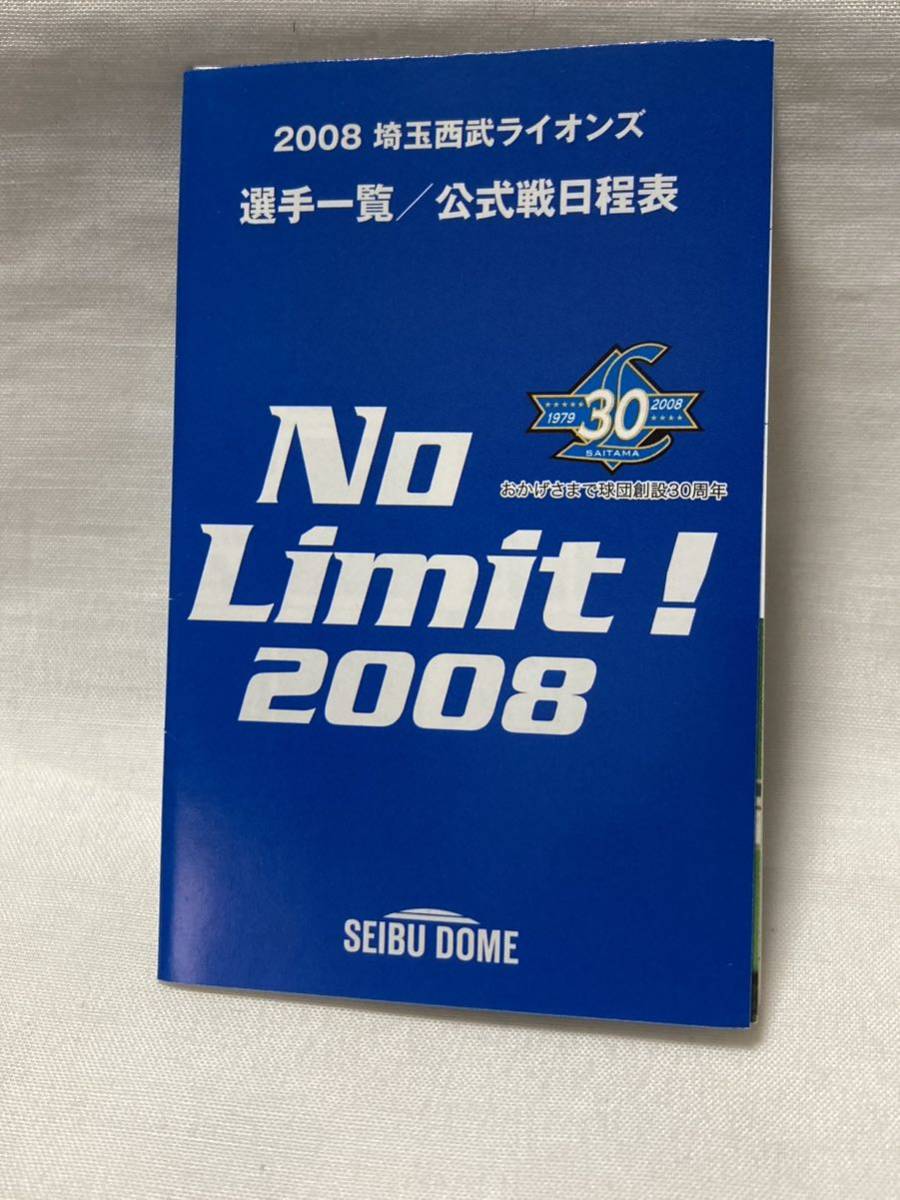 2008 埼玉西武ライオンズ
選手一覧／公式戦日程表
1979 30 2008
SAITAMA
おかげさまで球団創設30周年
No
Limit!
2008
SEIBU DOME